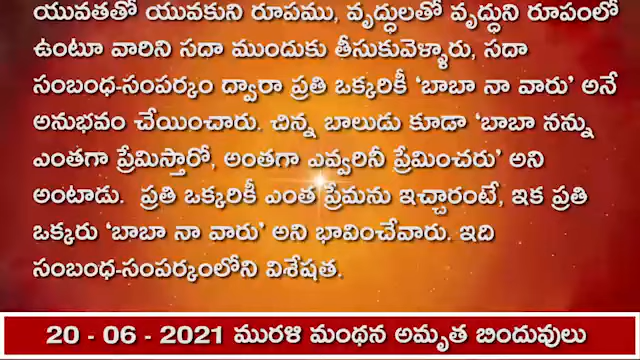 యువతతో యువకుని రూపము, వృద్ధులతో వృద్ధుని రూపంలో
ఉంటూ వారిని సదా ముందుకు తీసుకువెళ్ళారు, సదా
సంబంధ-సంపర్కం ద్వారా ప్రతి ఒక్కరికీ ‘బాబా నా వారు’ అనే
అనుభవం చేయించారు. చిన్న బాలుడు కూడా ‘బాబా నన్ను
ఎంతగా ప్రేమిస్తారో, అంతగా ఎవ్వరినీ ప్రేమించరు’ అని
అంటాడు. ప్రతి ఒక్కరికీ ఎంత ప్రేమను ఇచ్చారంటే, ఇక ప్రతి
ఒక్కరు ‘బాబా నా వారు’ అని భావించేవారు. ఇది
సంబంధ-సంపర్కంలోని విశేషత.
20 - 06 - 2021 మురళి మంథన అమృత బిందువులు